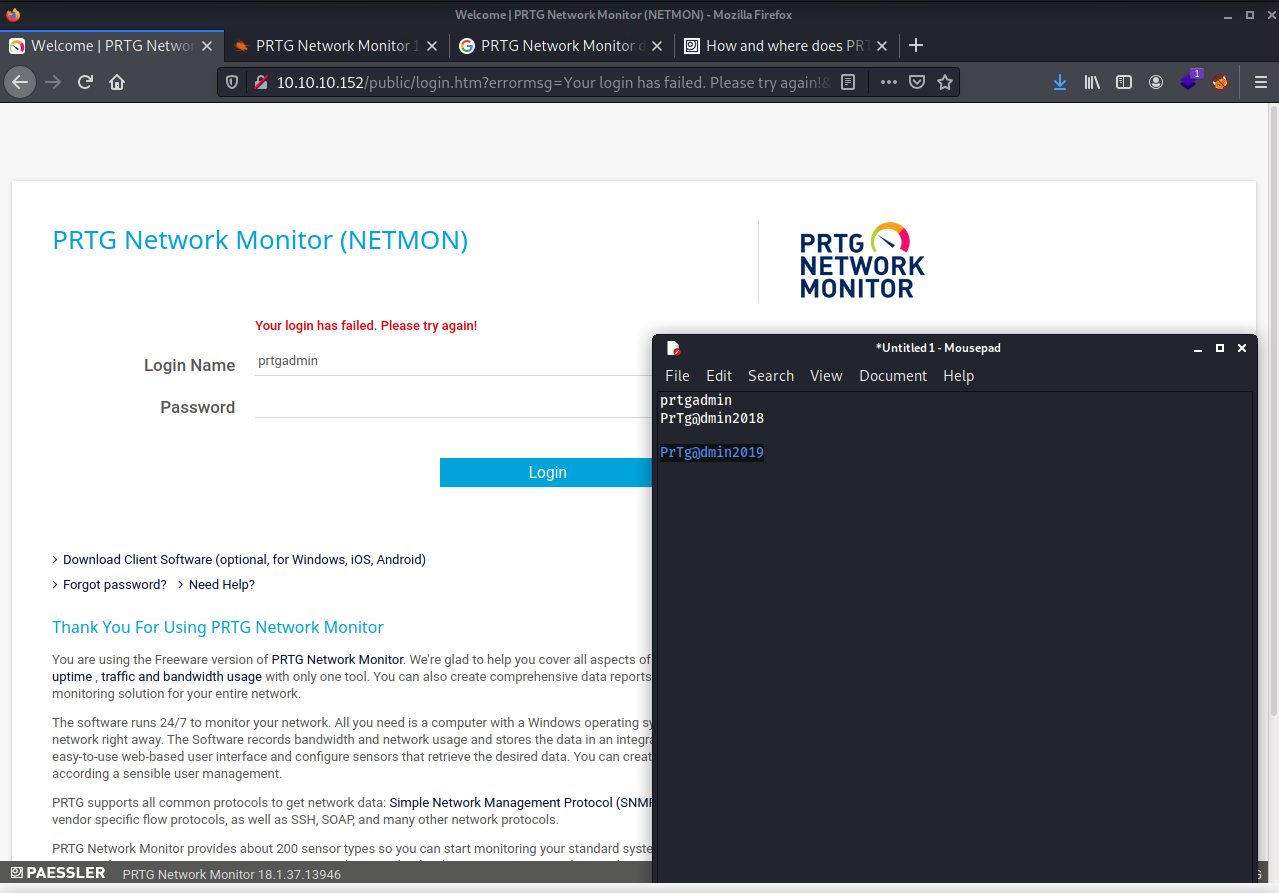 Welcome | PRTG Network Monitor (NETMON) - Mozilla Firefox
Welcome | PRTG Networ
PRTG Network Monitor 1
PRTG Network Monitor d
How and where does PRT
10.10.10.152/public/login.htm?errormsg=Your login has failed. Please try again!&
1
PRTG Network Monitor (NETMON)
PRTG
NETWORK
MONITOR
Your login has failed. Please try again!
Login Name
prtgadmin
Password
Login
> Download Client Software (optional, for Windows, iOS, Android)
> Forgot password? > Need Help?
Thank You For Using PRTG Network Monitor
You are using the Freeware version of PRTG Network Monitor. We're glad to help you cover all aspects of
uptime , traffic and bandwidth usage with only one tool. You can also create comprehensive data reports
monitoring solution for your entire network.
The software runs 24/7 to monitor your network. All you need is a computer with a Windows operating sy
network right away. The Software records bandwidth and network usage and stores the data in an integra
easy-to-use web-based user interface and configure sensors that retrieve the desired data. You can creat
according a sensible user management.
PRTG supports all common protocols to get network data: Simple Network Management Protocol (SNMP
vendor specific flow protocols, as well as SSH, SOAP, and many other network protocols.
PRTG Network Monitor provides about 200 sensor types so you can start monitoring your standard syste
PAESSLER
PRTG Network Monitor 18.1.37.13946
*Untitled 1 - Mousepad
File Edit Search View Document Help
prtgadmin
PrTg@dmin2018
PrTg@dmin2019